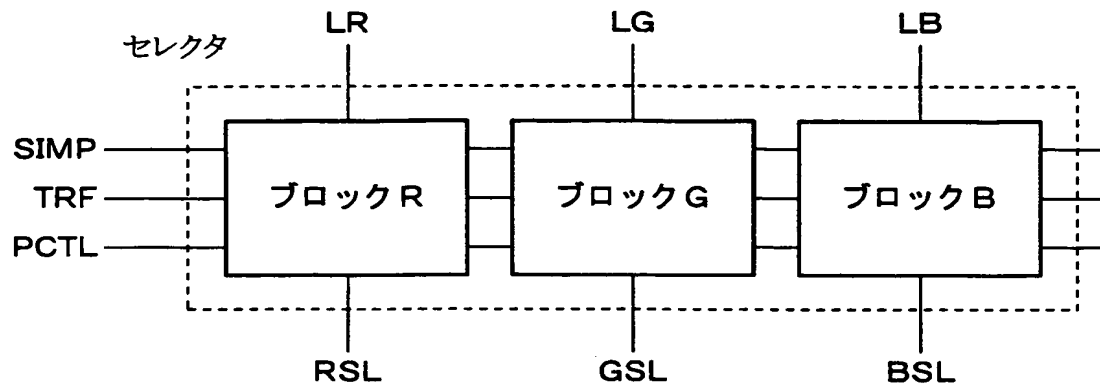 LR LG LB
セレクタ
SIMP
TRF
PCTL
ブロックR ブロックG ブロックB
RSL GSL BSL